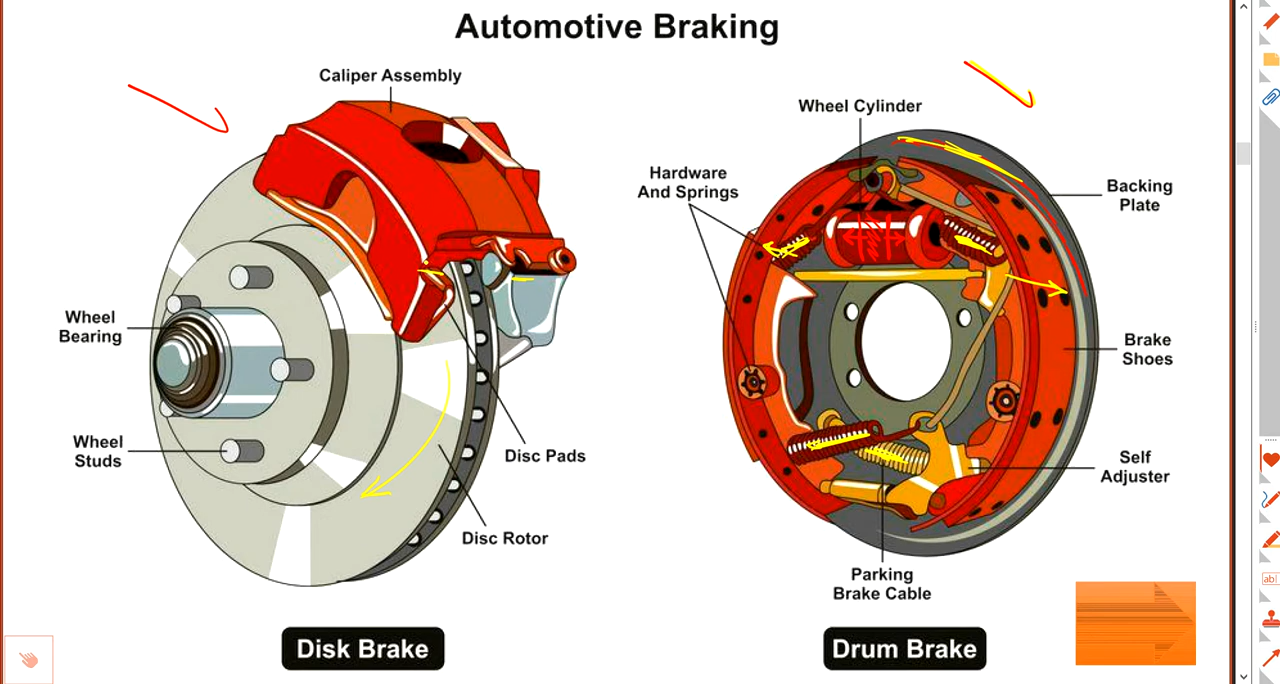 Automotive Braking
Caliper Assembly
Wheel Cylinder
Hardware
And Springs
Backing
Plate
Wheel
Bearing
Brake
Shoes
Wheel
Studs
Disc Pads
Self
Adjuster
Disc Rotor
Parking
Brake Cable
Disk Brake
Drum Brake
ab